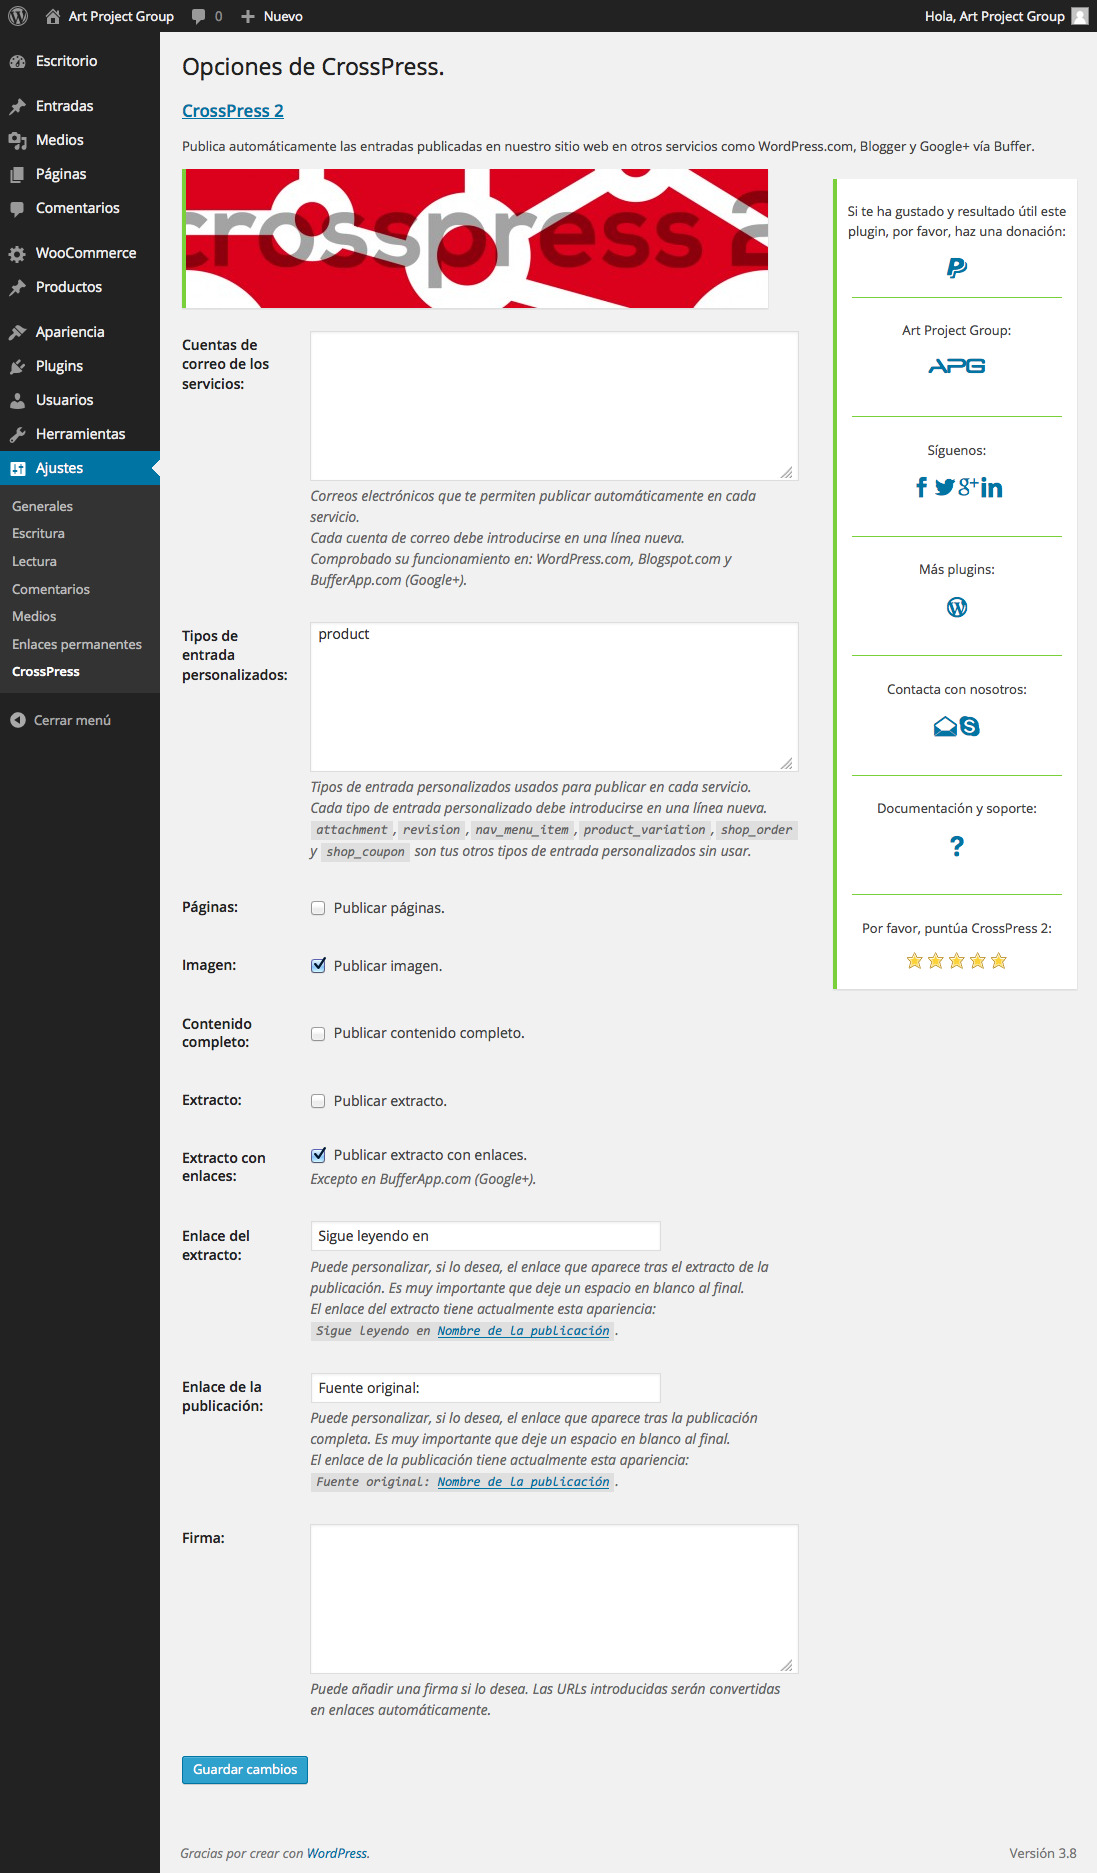 Art Project Group
0
Nuevo
Hola, Art Project Group
Escritorio
Entradas
Medios
Páginas
Comentarios
WooCommerce
Productos
Apariencia
Plugins
Usuarios
Herramientas
Ajustes
Generales
Escritura
Lectura
Comentarios
Medios
Enlaces permanentes
CrossPress
Cerrar menú
Opciones de CrossPress.
CrossPress 2
Publica automáticamente las entradas publicadas en nuestro sitio web en otros servicios como WordPress.com, Blogger y Google+ vía Buffer.
crosspress 2
Cuentas de
correo de los
servicios:
Correos electrónicos que te permiten publicar automáticamente en cada
servicio.
Cada cuenta de correo debe introducirse en una línea nueva.
Comprobado su funcionamiento en: WordPress.com, Blogspot.com y
BufferApp.com (Google+).
Tipos de
entrada
personalizados:
product
Tipos de entrada personalizados usados para publicar en cada servicio.
Cada tipo de entrada personalizado debe introducirse en una línea nueva.
attachment , revision , nav_menu_item , product_variation , shop_order
y shop_coupon son tus otros tipos de entrada personalizados sin usar.
Páginas:
Publicar páginas.
Imagen:
Publicar imagen.
Contenido
completo:
Publicar contenido completo.
Extracto:
Publicar extracto.
Extracto con
enlaces:
Publicar extracto con enlaces.
Excepto en BufferApp.com (Google+).
Enlace del
extracto:
Sigue leyendo en
Puede personalizar, si lo desea, el enlace que aparece tras el extracto de la
publicación. Es muy importante que deje un espacio en blanco al final.
El enlace del extracto tiene actualmente esta apariencia:
Sigue leyendo en Nombre de la publicación .
Enlace de la
publicación:
Fuente original:
Puede personalizar, si lo desea, el enlace que aparece tras la publicación
completa. Es muy importante que deje un espacio en blanco al final.
El enlace de la publicación tiene actualmente esta apariencia:
Fuente original: Nombre de la publicación .
Firma:
Puede añadir una firma si lo desea. Las URLs introducidas serán convertidas
en enlaces automáticamente.
Guardar cambios
Si te ha gustado y resultado útil este
plugin, por favor, haz una donación:
Art Project Group:
APG
Síguenos:
Más plugins:
Contacta con nosotros:
Documentación y soporte:
?
Por favor, puntúa CrossPress 2:
Gracias por crear con WordPress.
Versión 3.8